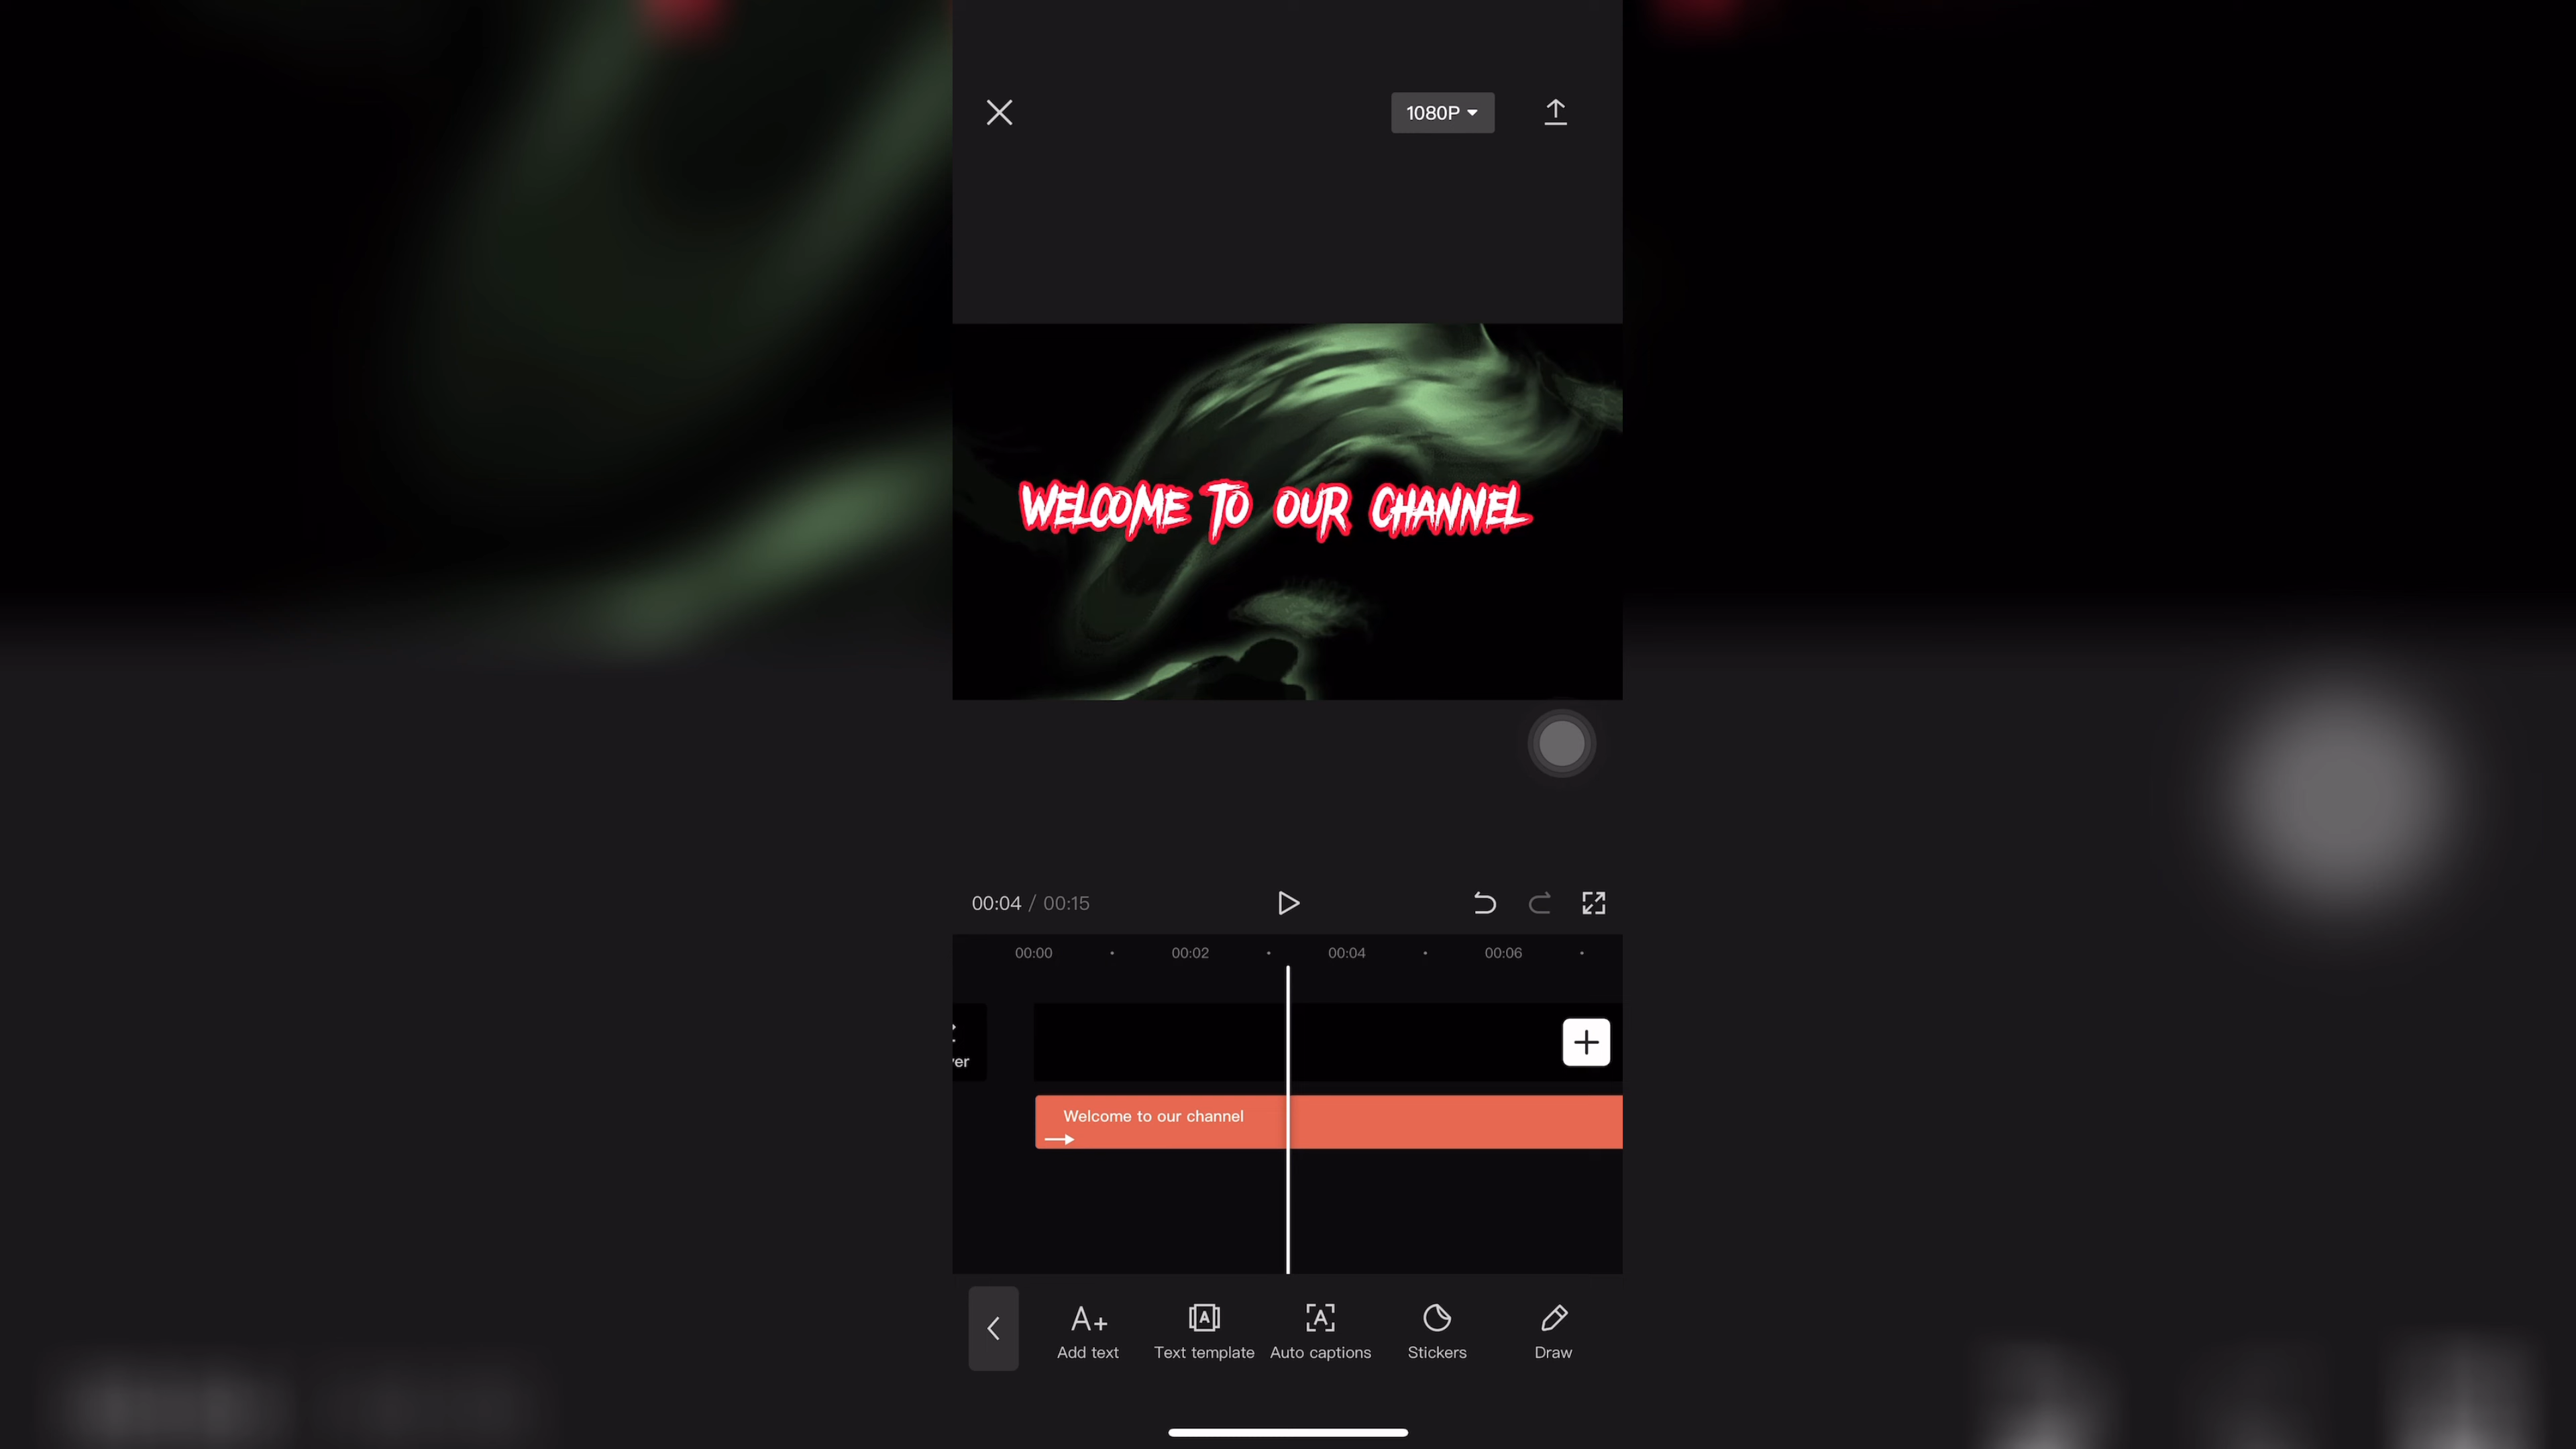 1080P
WELCOME TO OUR CHANNEL
00:04 / 00:15
00:00 00:02 00:04 00:06
er
Welcome to our channel
Add text Text template Auto captions Stickers Draw